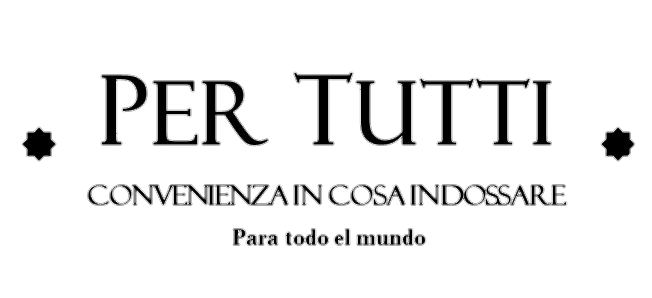 PER TUTTI
CONVENIENZA IN COSA INDOSSARE
Para todo el mundo